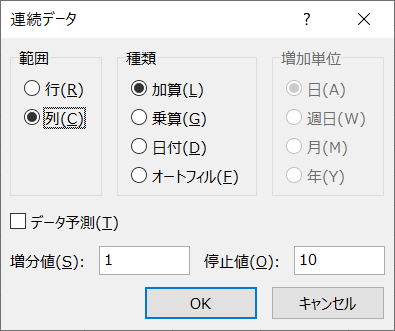 連続データ ? ×
範囲
行(R)
列(C)
種類
加算(L)
乗算(G)
日付(D)
オートフィル(F)
増加単位
日(A)
週日(W)
月(M)
年(Y)
データ予測(T)
増分値(S): 1 停止値(O): 10
OK キャンセル